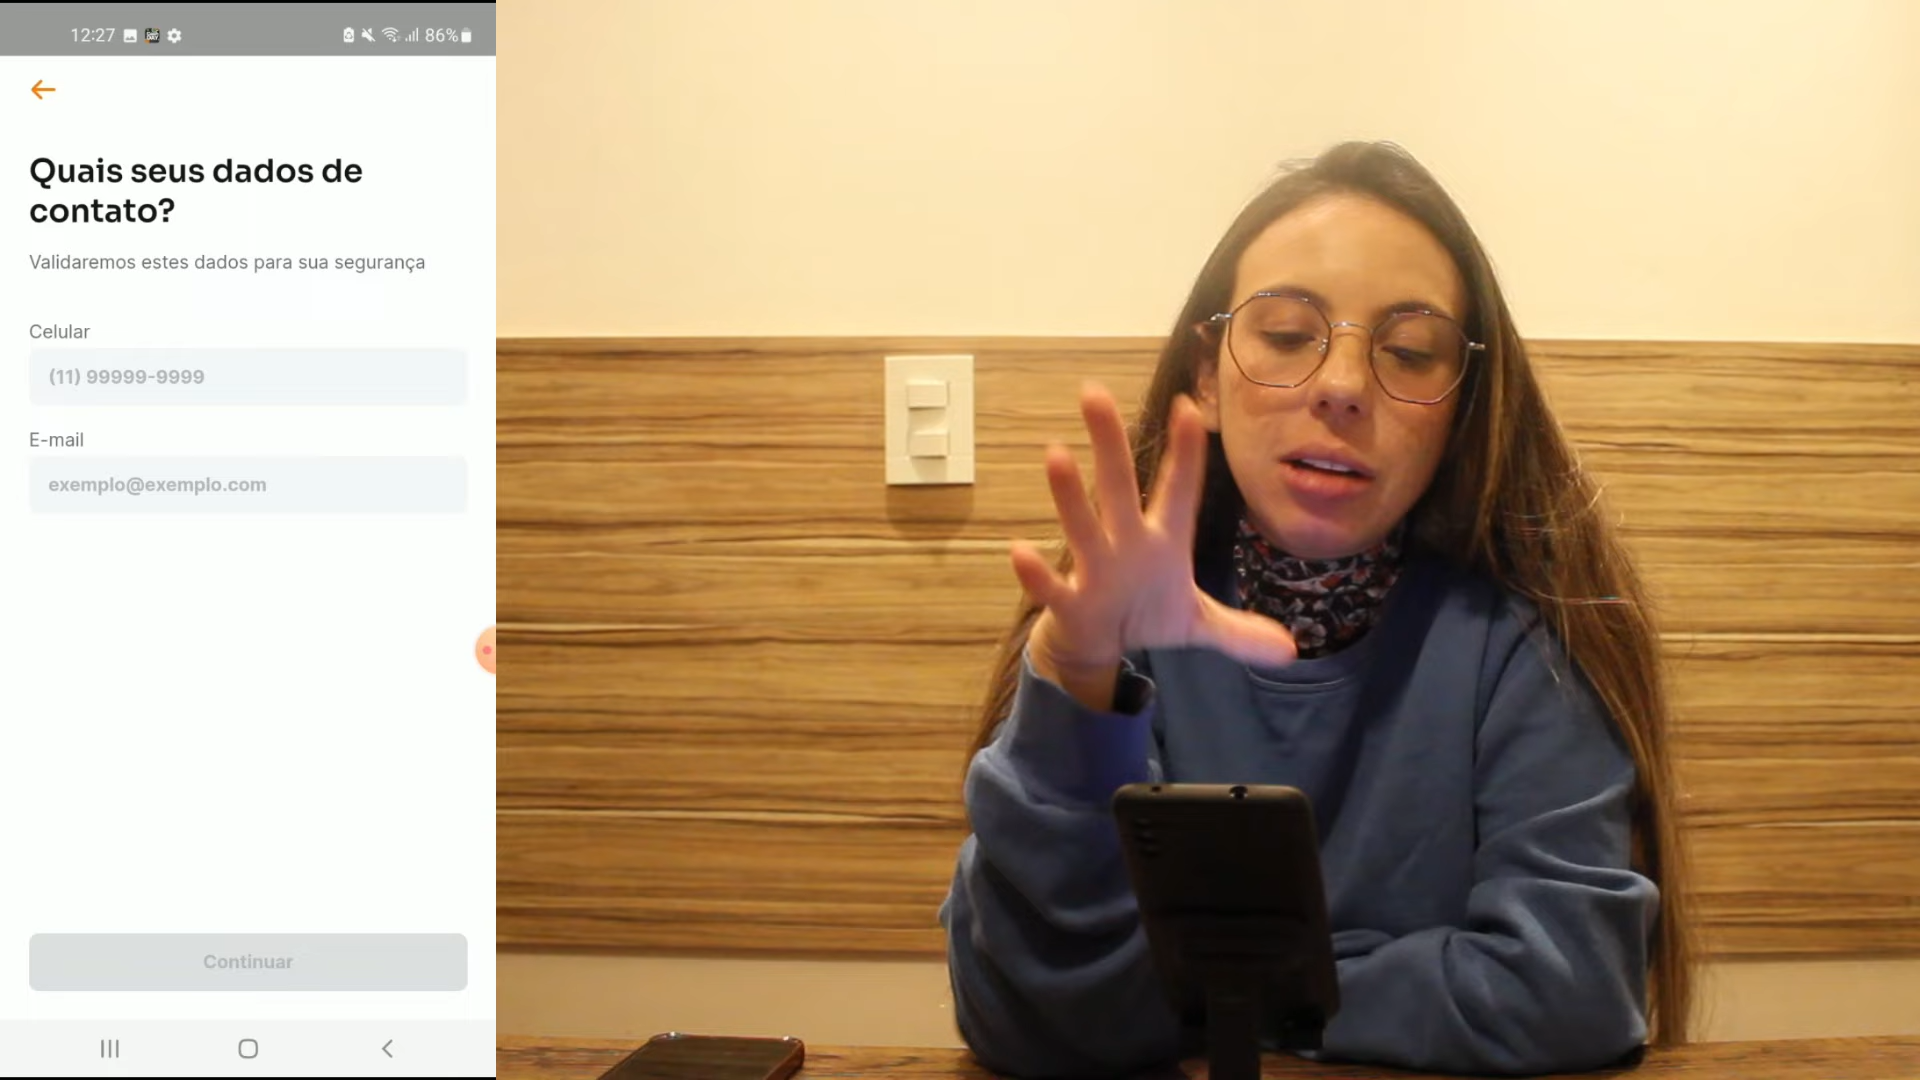 12:27
86%
Quais seus dados de
contato?
Validaremos estes dados para sua segurança
Celular
(11) 99999-9999
E-mail
exemplo@exemplo.com
Continuar